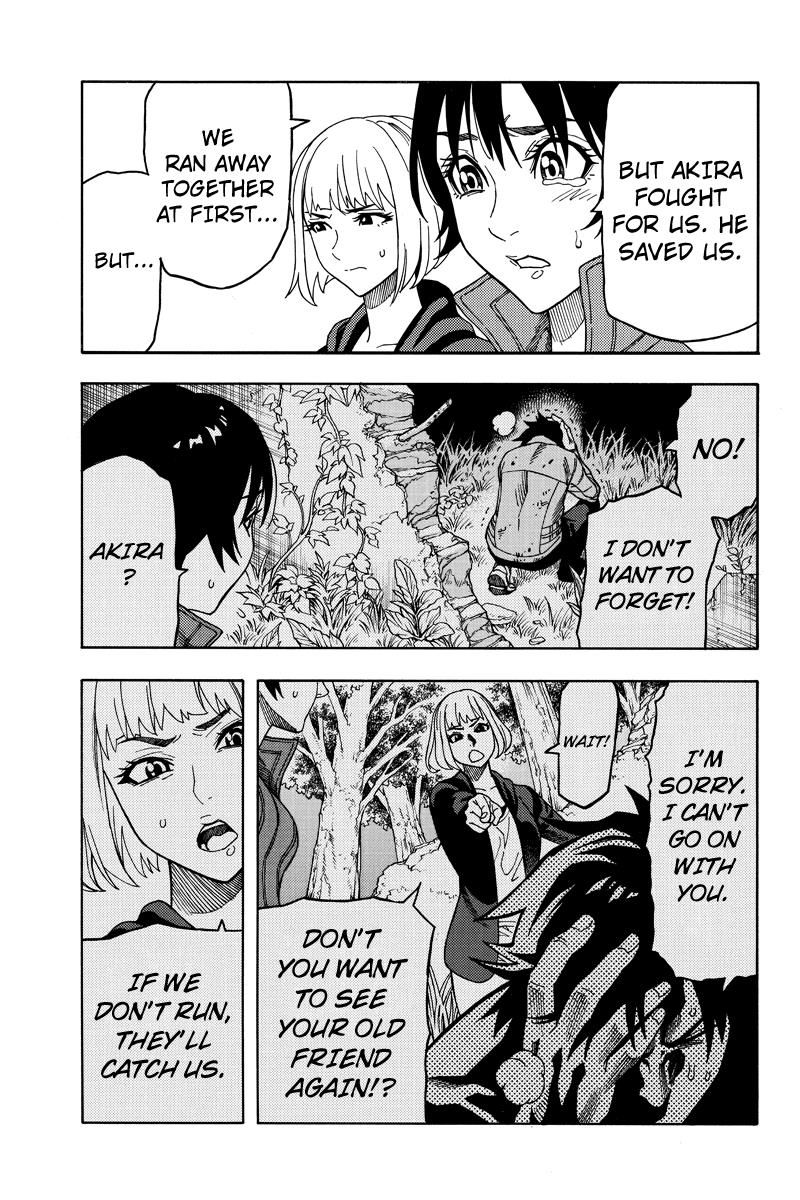 BUT AKIRA
FOUGHT
FOR US. HE
SAVED US.
WE
RAN AWAY
TOGETHER
AT FIRST...
BUT...
NO!
I DON'T
WANT TO
FORGET!
AKIRA
?
I'M
SORRY.
I CAN'T
GO ON
WITH
YOU.
WAIT!
DON'T
YOU WANT
TO SEE
YOUR OLD
FRIEND
AGAIN!?
IF WE
DON'T RUN,
THEY'LL
CATCH US.